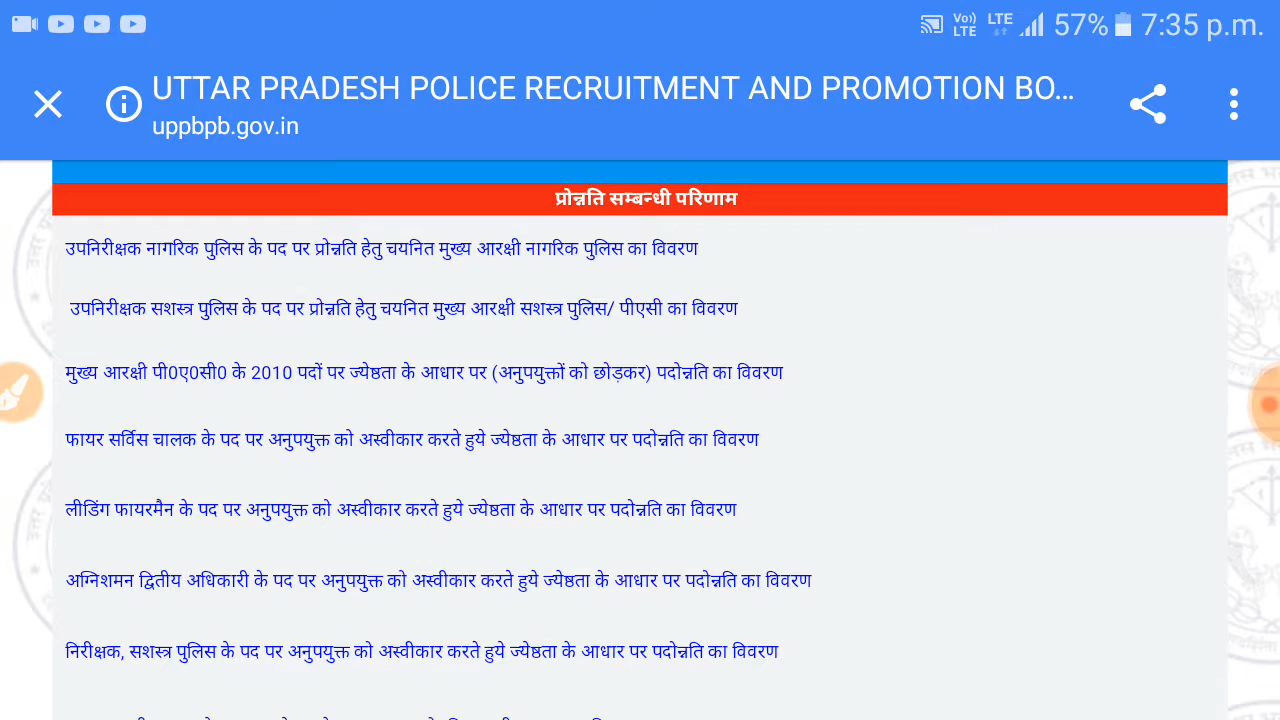 Vo)) LTE LTE 57% 7:35 p.m.
UTTAR PRADESH POLICE RECRUITMENT AND PROMOTION BO...
uppbpb.gov.in
प्रोन्नति सम्बन्धी परिणाम
उपनिरीक्षक नागरिक पुलिस के पद पर प्रोन्नति हेतु चयनित मुख्य आरक्षी नागरिक पुलिस का विवरण
उपनिरीक्षक सशस्त्र पुलिस के पद पर प्रोन्नति हेतु चयनित मुख्य आरक्षी सशस्त्र पुलिस/ पीएसी का विवरण
मुख्य आरक्षी पी0ए0सी0 के 2010 पदों पर ज्येष्ठता के आधार पर (अनुपयुक्तों को छोड़कर) पदोन्नति का विवरण
फायर सर्विस चालक के पद पर अनुपयुक्त को अस्वीकार करते हुये ज्येष्ठता के आधार पर पदोन्नति का विवरण
लीडिंग फायरमैन के पद पर अनुपयुक्त को अस्वीकार करते हुये ज्येष्ठता के आधार पर पदोन्नति का विवरण
अग्निशमन द्वितीय अधिकारी के पद पर अनुपयुक्त को अस्वीकार करते हुये ज्येष्ठता के आधार पर पदोन्नति का विवरण
निरीक्षक, सशस्त्र पुलिस के पद पर अनुपयुक्त को अस्वीकार करते हुये ज्येष्ठता के आधार पर पदोन्नति का विवरण